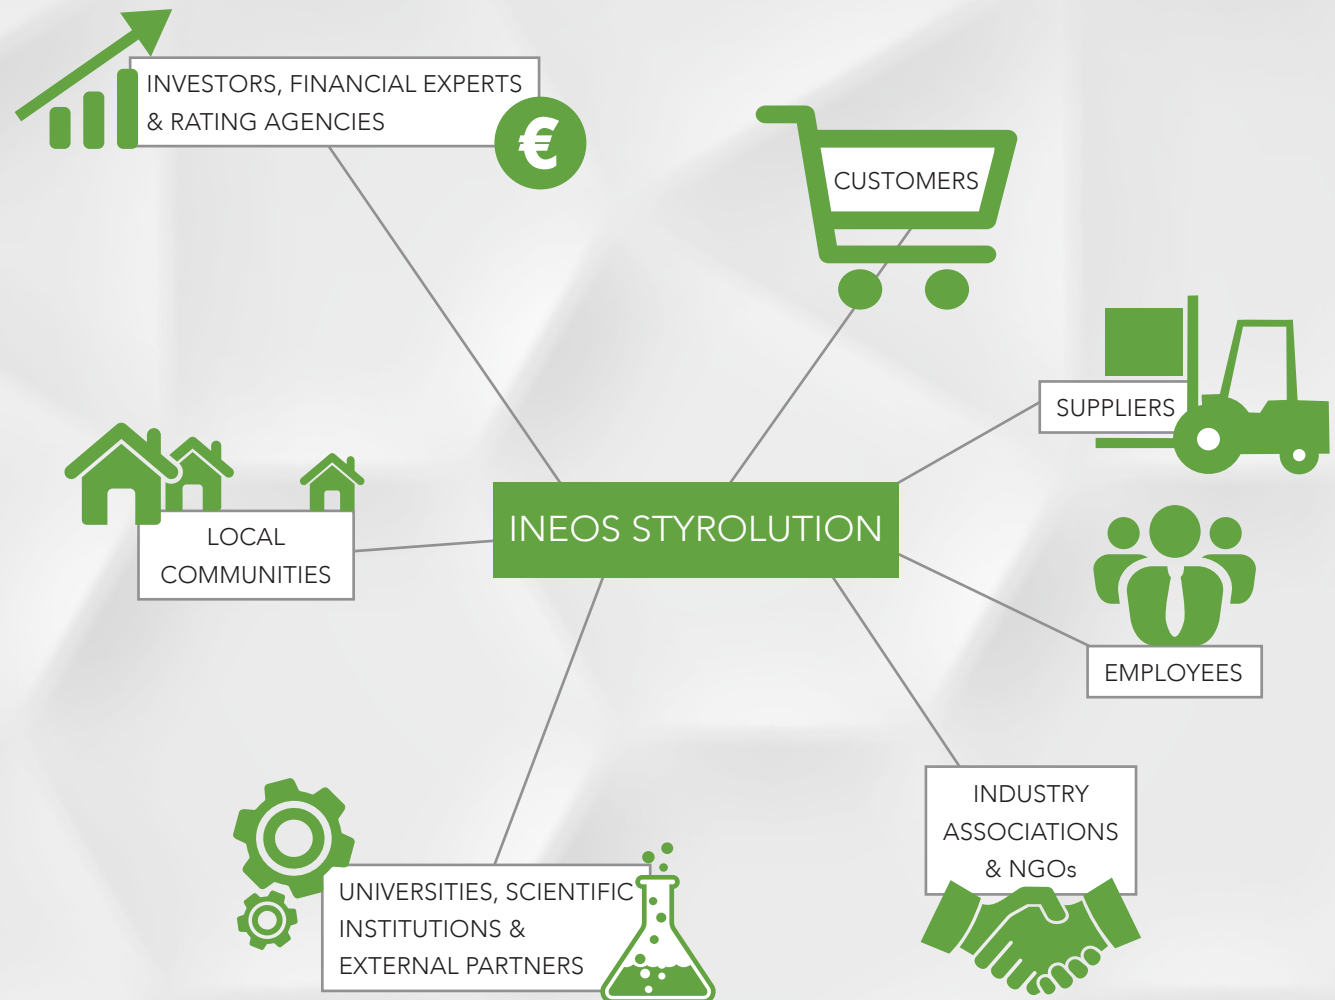 INVESTORS, FINANCIAL EXPERTS
& RATING AGENCIES
€
CUSTOMERS
SUPPLIERS
LOCAL
COMMUNITIES
INEOS STYROLUTION
EMPLOYEES
INDUSTRY
ASSOCIATIONS
& NGOs
UNIVERSITIES, SCIENTIFIC
INSTITUTIONS &
EXTERNAL PARTNERS